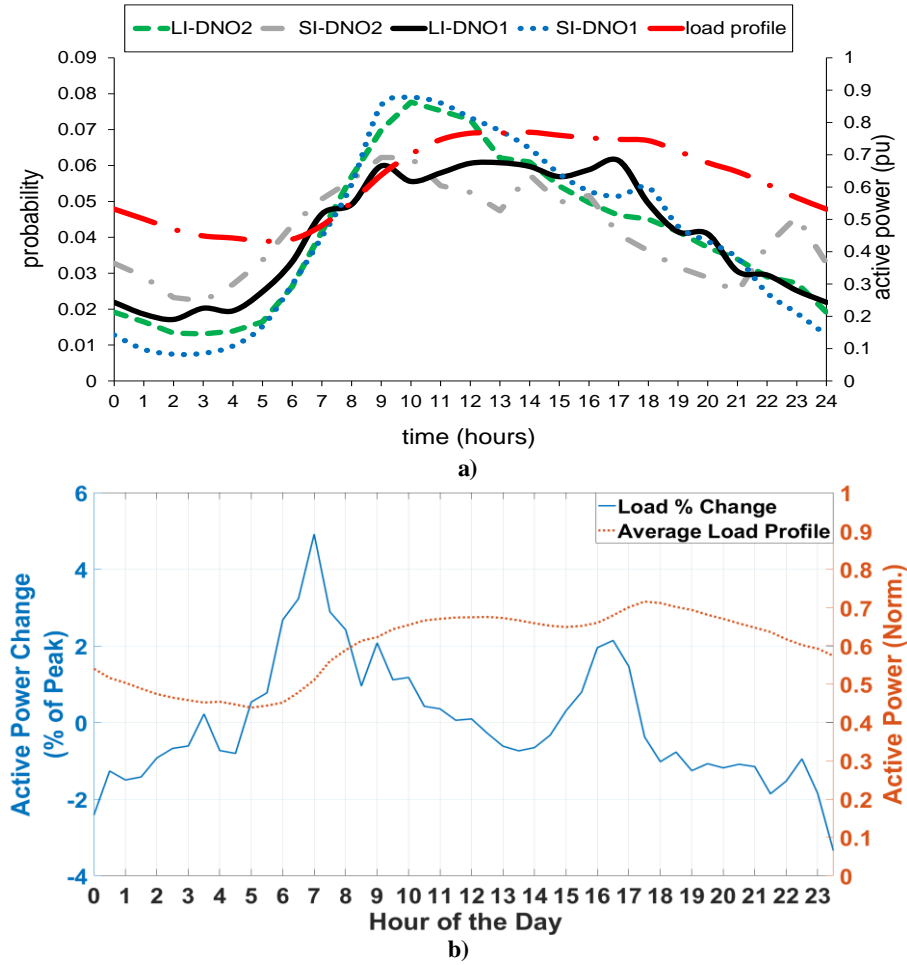 LI-DNO2 SI-DNO2 LI-DNO1 SI-DNO1 load profile
0.09
0.08
0.07
0.06
0.05
0.04
0.03
0.02
0.01
0
probability
1
0.9
0.8
0.7
0.6
0.5
0.4
0.3
0.2
0.1
0
active power (pu)
0 1 2 3 4 5 6 7 8 9 10 11 12 13 14 15 16 17 18 19 20 21 22 23 24
time (hours)
a)
Load % Change
Average Load Profile
6
4
2
0
-2
-4
Active Power Change
(% of Peak)
1
0.9
0.8
0.7
0.6
0.5
0.4
0.3
0.2
0.1
0
Active Power (Norm.)
0 1 2 3 4 5 6 7 8 9 10 11 12 13 14 15 16 17 18 19 20 21 22 23
Hour of the Day
b)